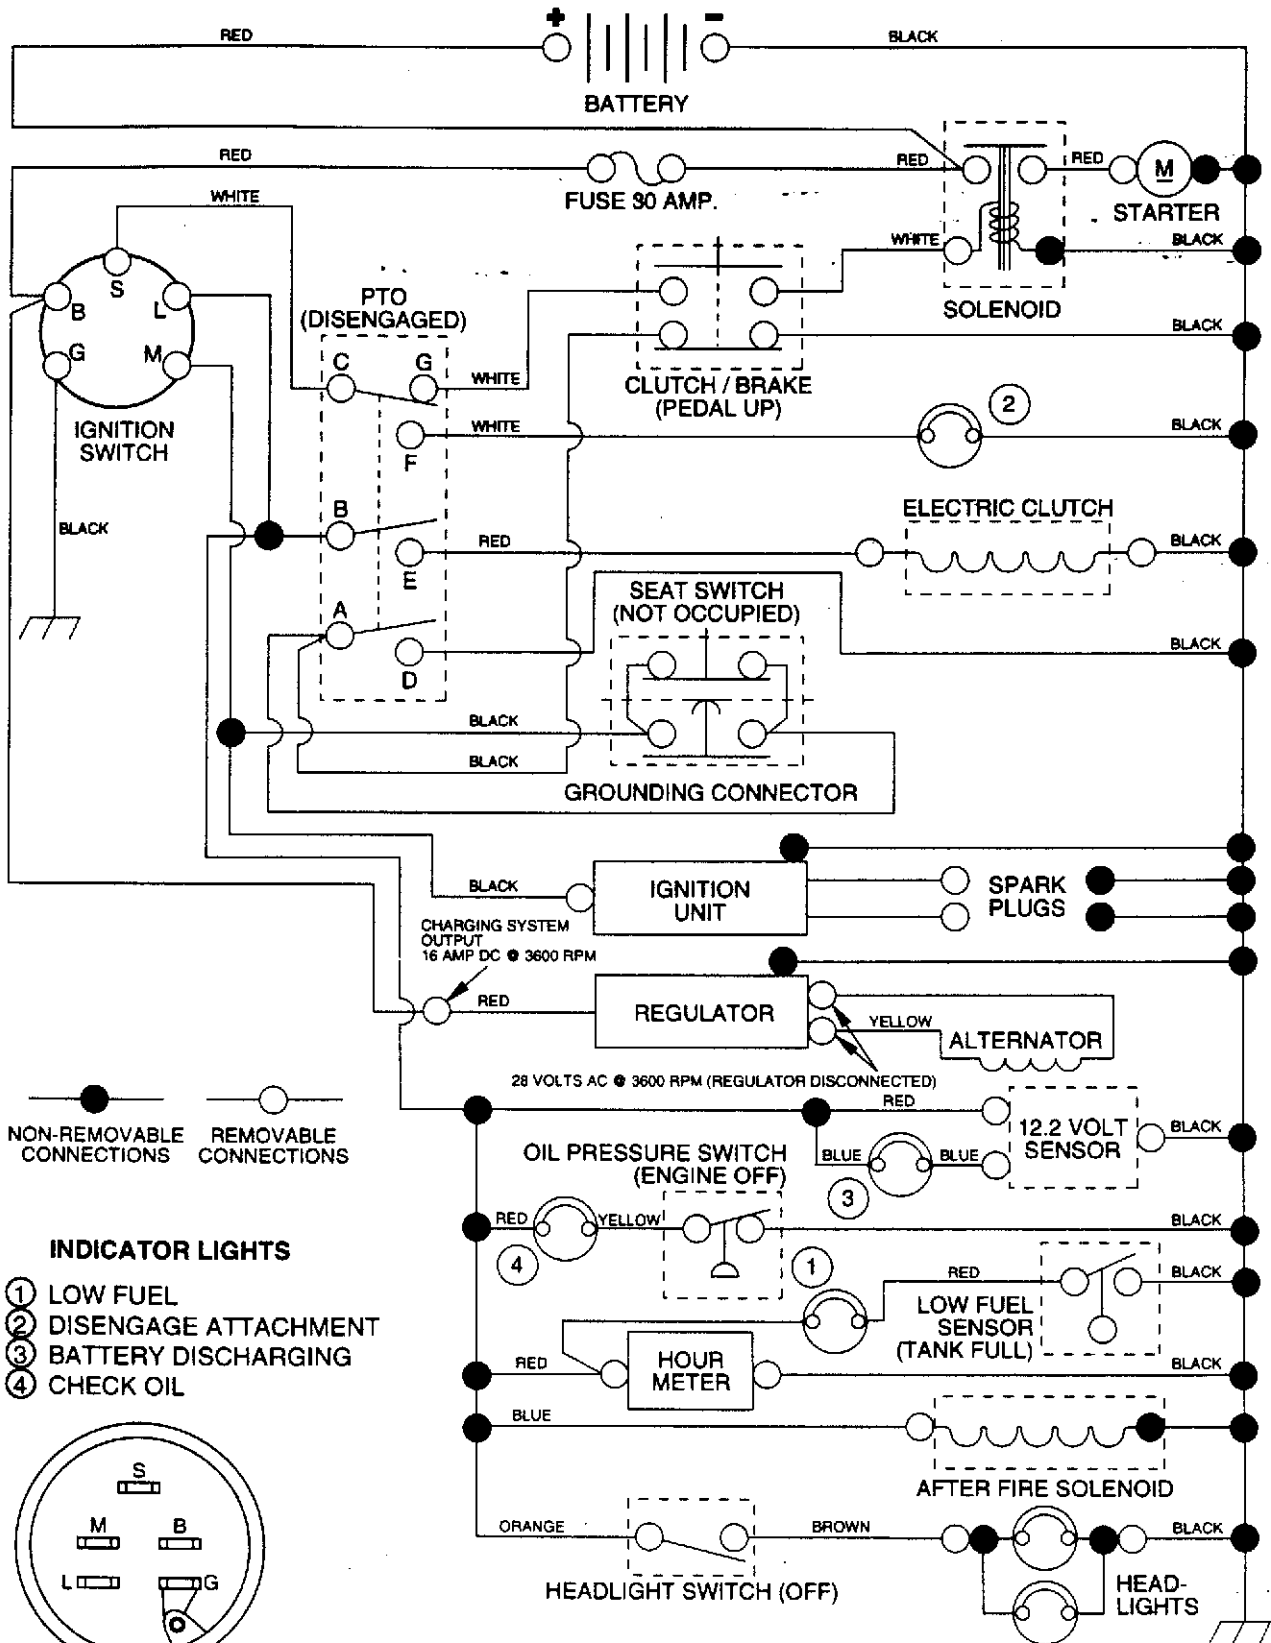 + -
RED
BLACK
BATTERY
RED
RED
RED
M
FUSE 30 AMP.
STARTER
WHITE
WHITE
BLACK
S
B
L
G
M
PTO
(DISENGAGED)
SOLENOID
BLACK
C
G
WHITE
CLUTCH / BRAKE
(PEDAL UP)
2
IGNITION
SWITCH
F
WHITE
BLACK
BLACK
B
E
RED
ELECTRIC CLUTCH
BLACK
SEAT SWITCH
(NOT OCCUPIED)
A
D
BLACK
BLACK
BLACK
GROUNDING CONNECTOR
BLACK
IGNITION
UNIT
SPARK
PLUGS
CHARGING SYSTEM
OUTPUT
16 AMP DC @ 3600 RPM
RED
REGULATOR
YELLOW
ALTERNATOR
28 VOLTS AC @ 3600 RPM (REGULATOR DISCONNECTED)
NON-REMOVABLE
CONNECTIONS
REMOVABLE
CONNECTIONS
RED
12.2 VOLT
SENSOR
BLACK
OIL PRESSURE SWITCH
(ENGINE OFF)
BLUE
BLUE
3
RED
YELLOW
BLACK
4
1
INDICATOR LIGHTS
1 LOW FUEL
2 DISENGAGE ATTACHMENT
3 BATTERY DISCHARGING
4 CHECK OIL
RED
BLACK
LOW FUEL
SENSOR
(TANK FULL)
RED
HOUR
METER
BLACK
BLUE
AFTER FIRE SOLENOID
ORANGE
BROWN
BLACK
HEADLIGHT SWITCH (OFF)
HEAD-
LIGHTS
S
M
B
L
G